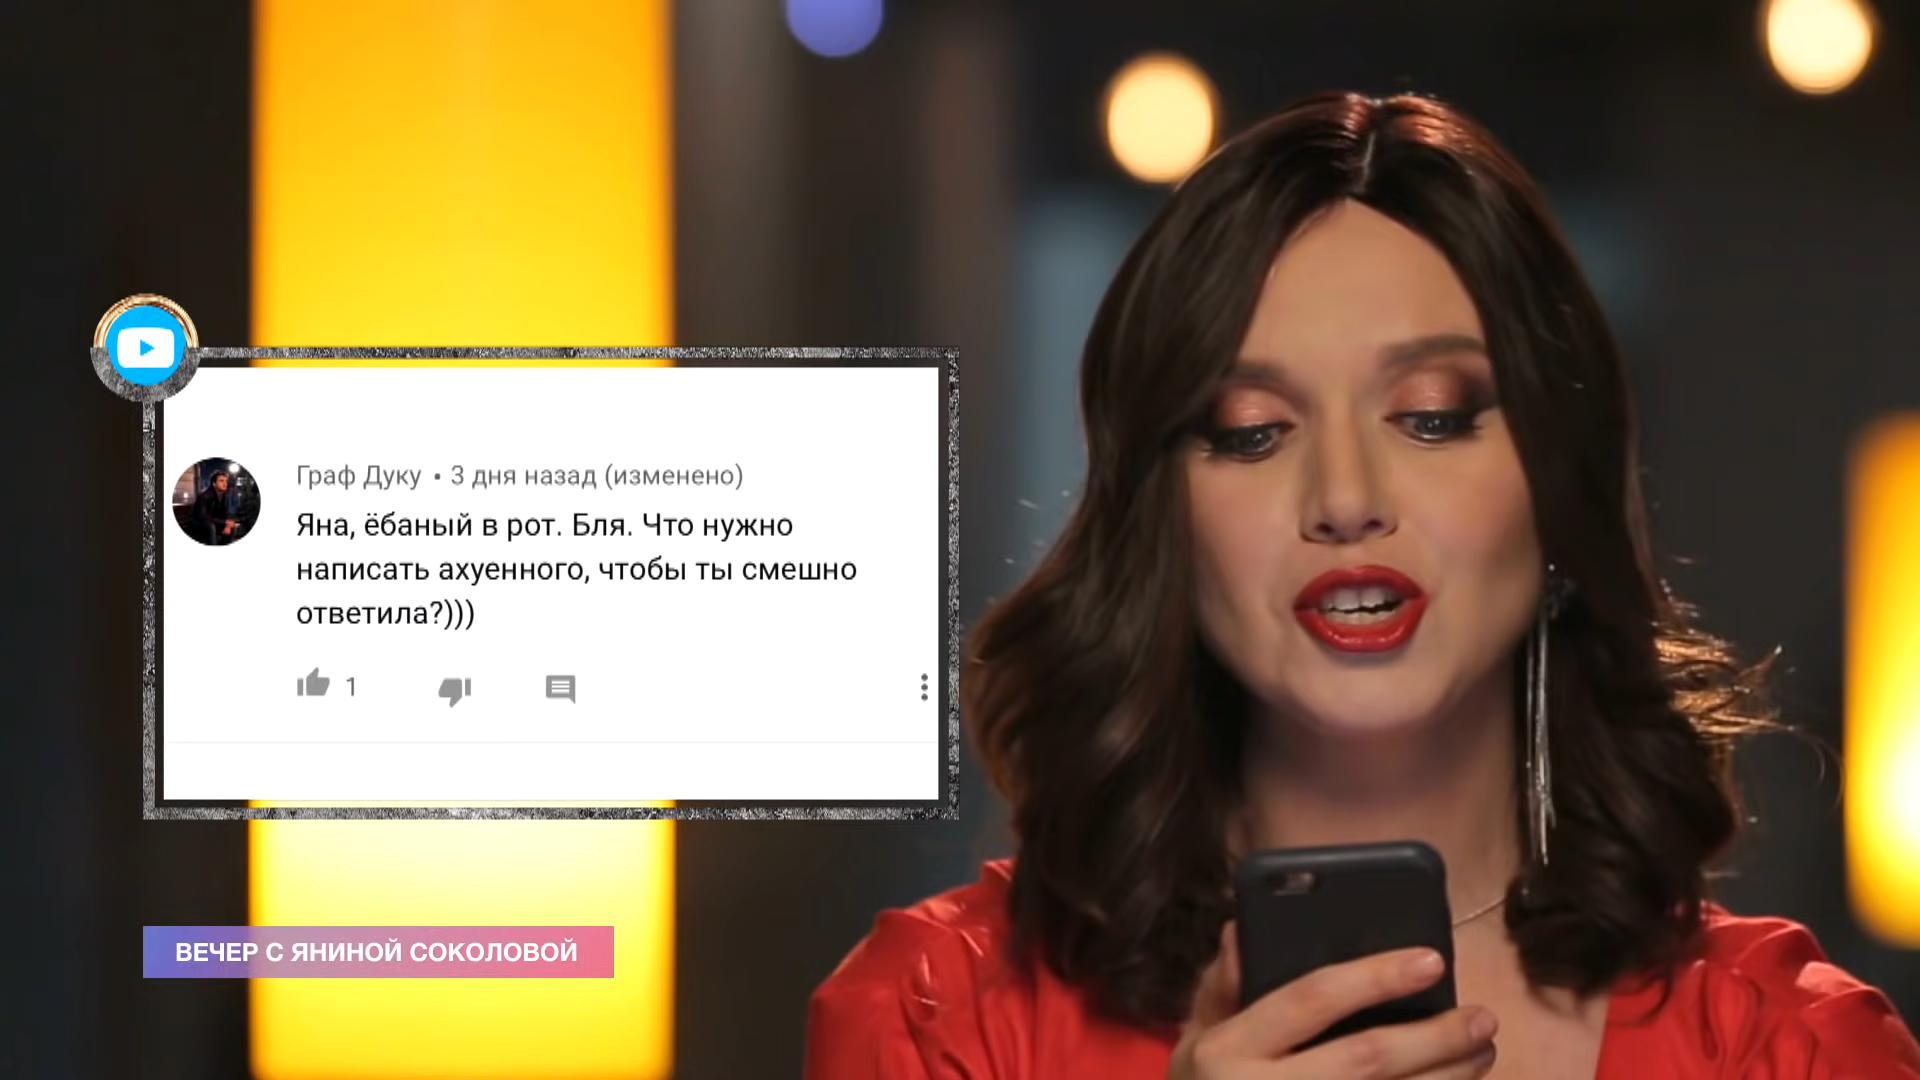 Граф Дуку • 3 дня назад (изменено)
Яна, ёбаный в рот. Бля. Что нужно
написать ахуенного, чтобы ты смешно
ответила?)))
1
ВЕЧЕР С ЯНИНОЙ СОКОЛОВОЙ